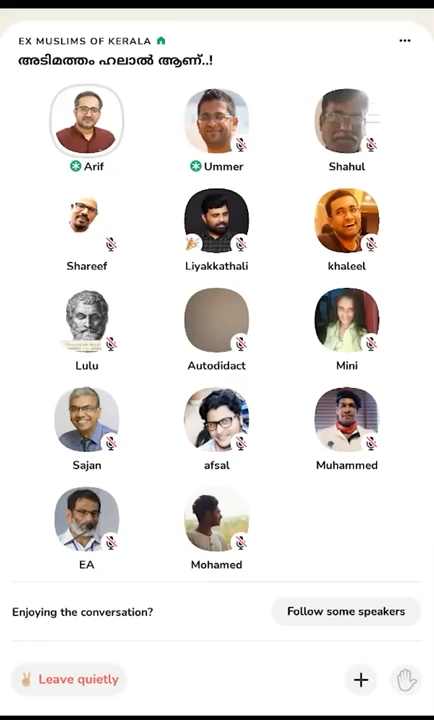 EX MUSLIMS OF KERALA
അടിമത്തം ഹലാൽ ആണ്..!
Arif
Ummer
Shahul
Shareef
Liyakkathali
khaleel
Lulu
Autodidact
Mini
Sajan
afsal
Muhammed
EA
Mohamed
Enjoying the conversation?
Follow some speakers
Leave quietly